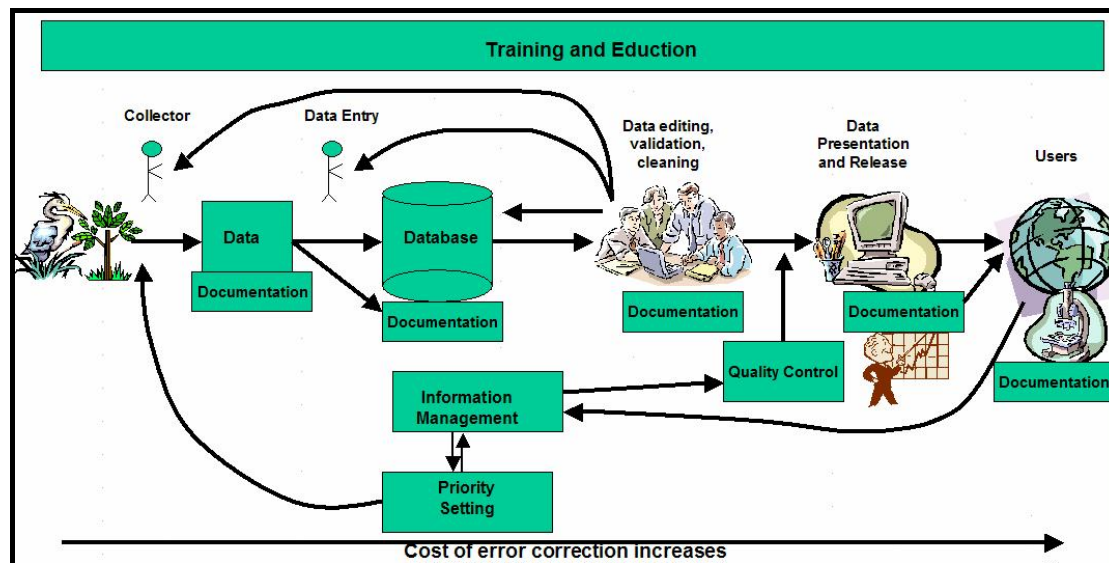 Training and Eduction
Collector
Data Entry
Data editing,
validation,
cleaning
Data
Presentation
and Release
Users
Data
Database
Documentation
Documentation
Documentation
Documentation
Documentation
Quality Control
Information
Management
Priority
Setting
Cost of error correction increases